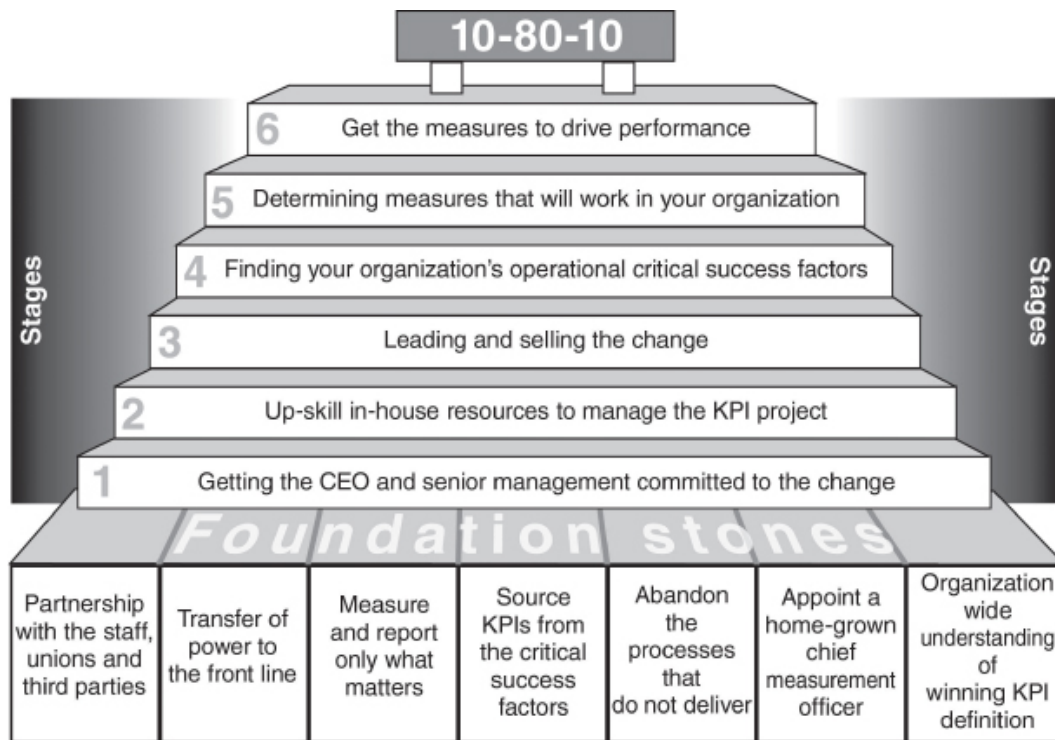 10-80-10
6 Get the measures to drive performance
5 Determining measures that will work in your organization
4 Finding your organization's operational critical success factors
3 Leading and selling the change
2 Up-skill in-house resources to manage the KPI project
1 Getting the CEO and senior management committed to the change
Stages
Stages
Foundation stones
Partnership
with the staff,
unions and
third parties
Transfer of
power to
the front line
Measure
and report
only what
matters
Source
KPIs from
the critical
success
factors
Abandon
the
processes
that
do not deliver
Appoint a
home-grown
chief
measurement
officer
Organization
wide
understanding
of
winning KPI
definition